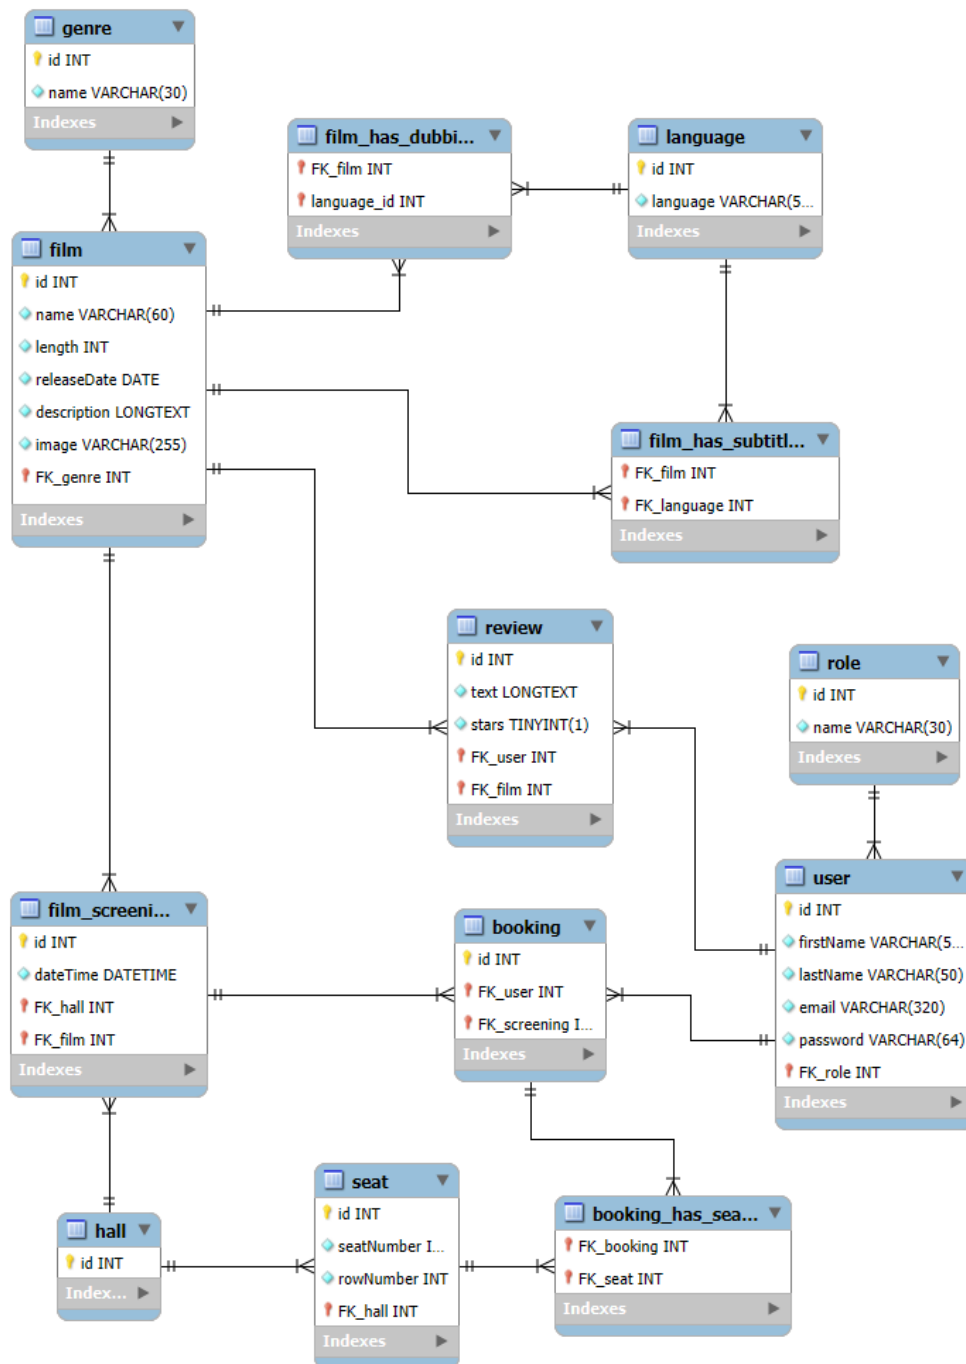 genre
id INT
name VARCHAR(30)
Indexes
film_has_dubbi...
FK_film INT
language_id INT
Indexes
language
id INT
language VARCHAR(5...
Indexes
film
id INT
name VARCHAR(60)
length INT
releaseDate DATE
description LONGTEXT
image VARCHAR(255)
FK_genre INT
Indexes
film_has_subtitl...
FK_film INT
FK_language INT
Indexes
review
id INT
text LONGTEXT
stars TINYINT(1)
FK_user INT
FK_film INT
Indexes
role
id INT
name VARCHAR(30)
Indexes
user
id INT
firstName VARCHAR(5...
lastName VARCHAR(50)
email VARCHAR(320)
password VARCHAR(64)
FK_role INT
Indexes
film_screeni...
id INT
dateTime DATETIME
FK_hall INT
FK_film INT
Indexes
booking
id INT
FK_user INT
FK_screening I...
Indexes
hall
id INT
Index...
seat
id INT
seatNumber I...
rowNumber INT
FK_hall INT
Indexes
booking_has_sea...
FK_booking INT
FK_seat INT
Indexes